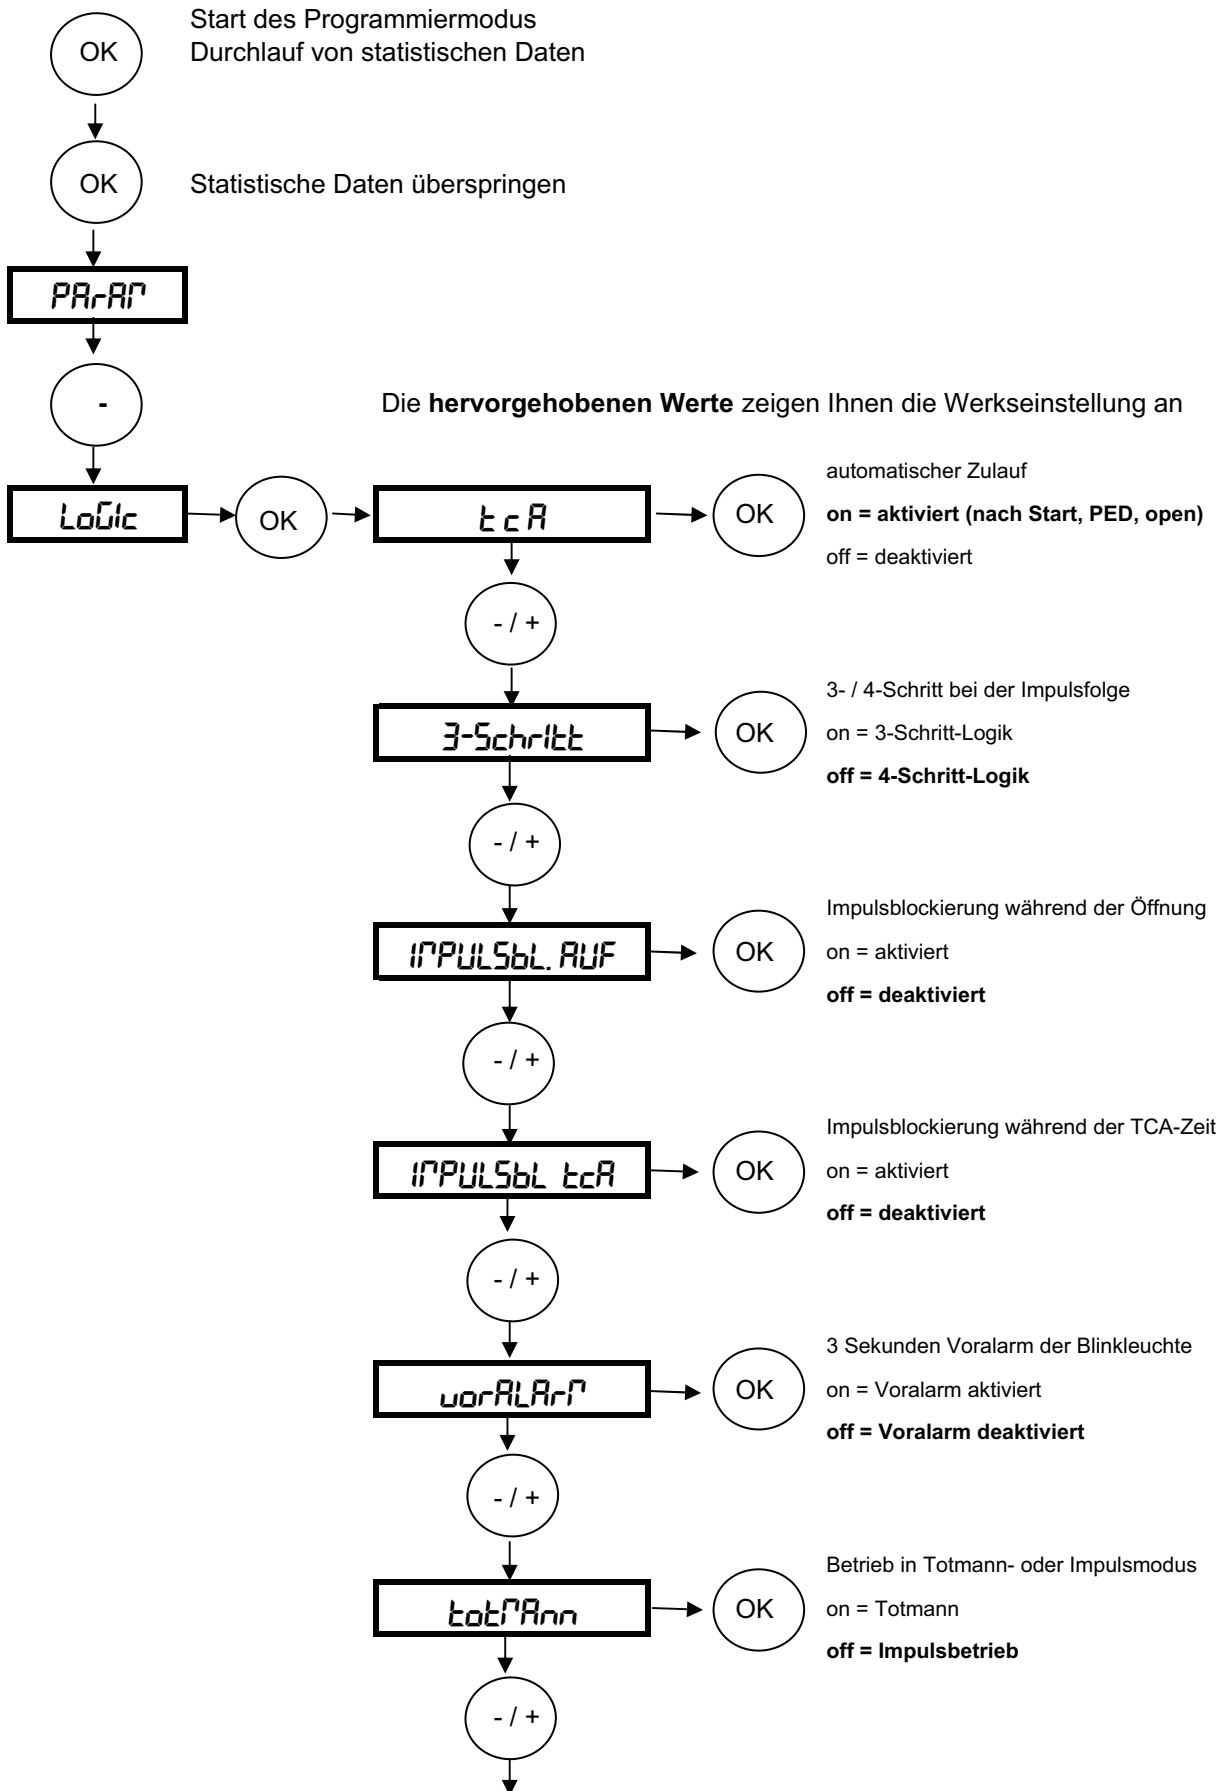 Start des Programmiermodus
OK
Durchlauf von statistischen Daten
OK
Statistische Daten überspringen
PArAM
-
Die hervorgehobenen Werte zeigen Ihnen die Werkseinstellung an
LoGIc
OK
tcA
OK
automatischer Zulauf
on = aktiviert (nach Start, PED, open)
off = deaktiviert
- / +
3-SchrItt
OK
3- / 4-Schritt bei der Impulsfolge
on = 3-Schritt-Logik
off = 4-Schritt-Logik
- / +
IMPULSbL. AUF
OK
Impulsblockierung während der Öffnung
on = aktiviert
off = deaktiviert
- / +
IMPULSbL tcA
OK
Impulsblockierung während der TCA-Zeit
on = aktiviert
off = deaktiviert
- / +
vorALArM
OK
3 Sekunden Voralarm der Blinkleuchte
on = Voralarm aktiviert
off = Voralarm deaktiviert
- / +
totMAnn
OK
Betrieb in Totmann- oder Impulsmodus
on = Totmann
off = Impulsbetrieb
- / +